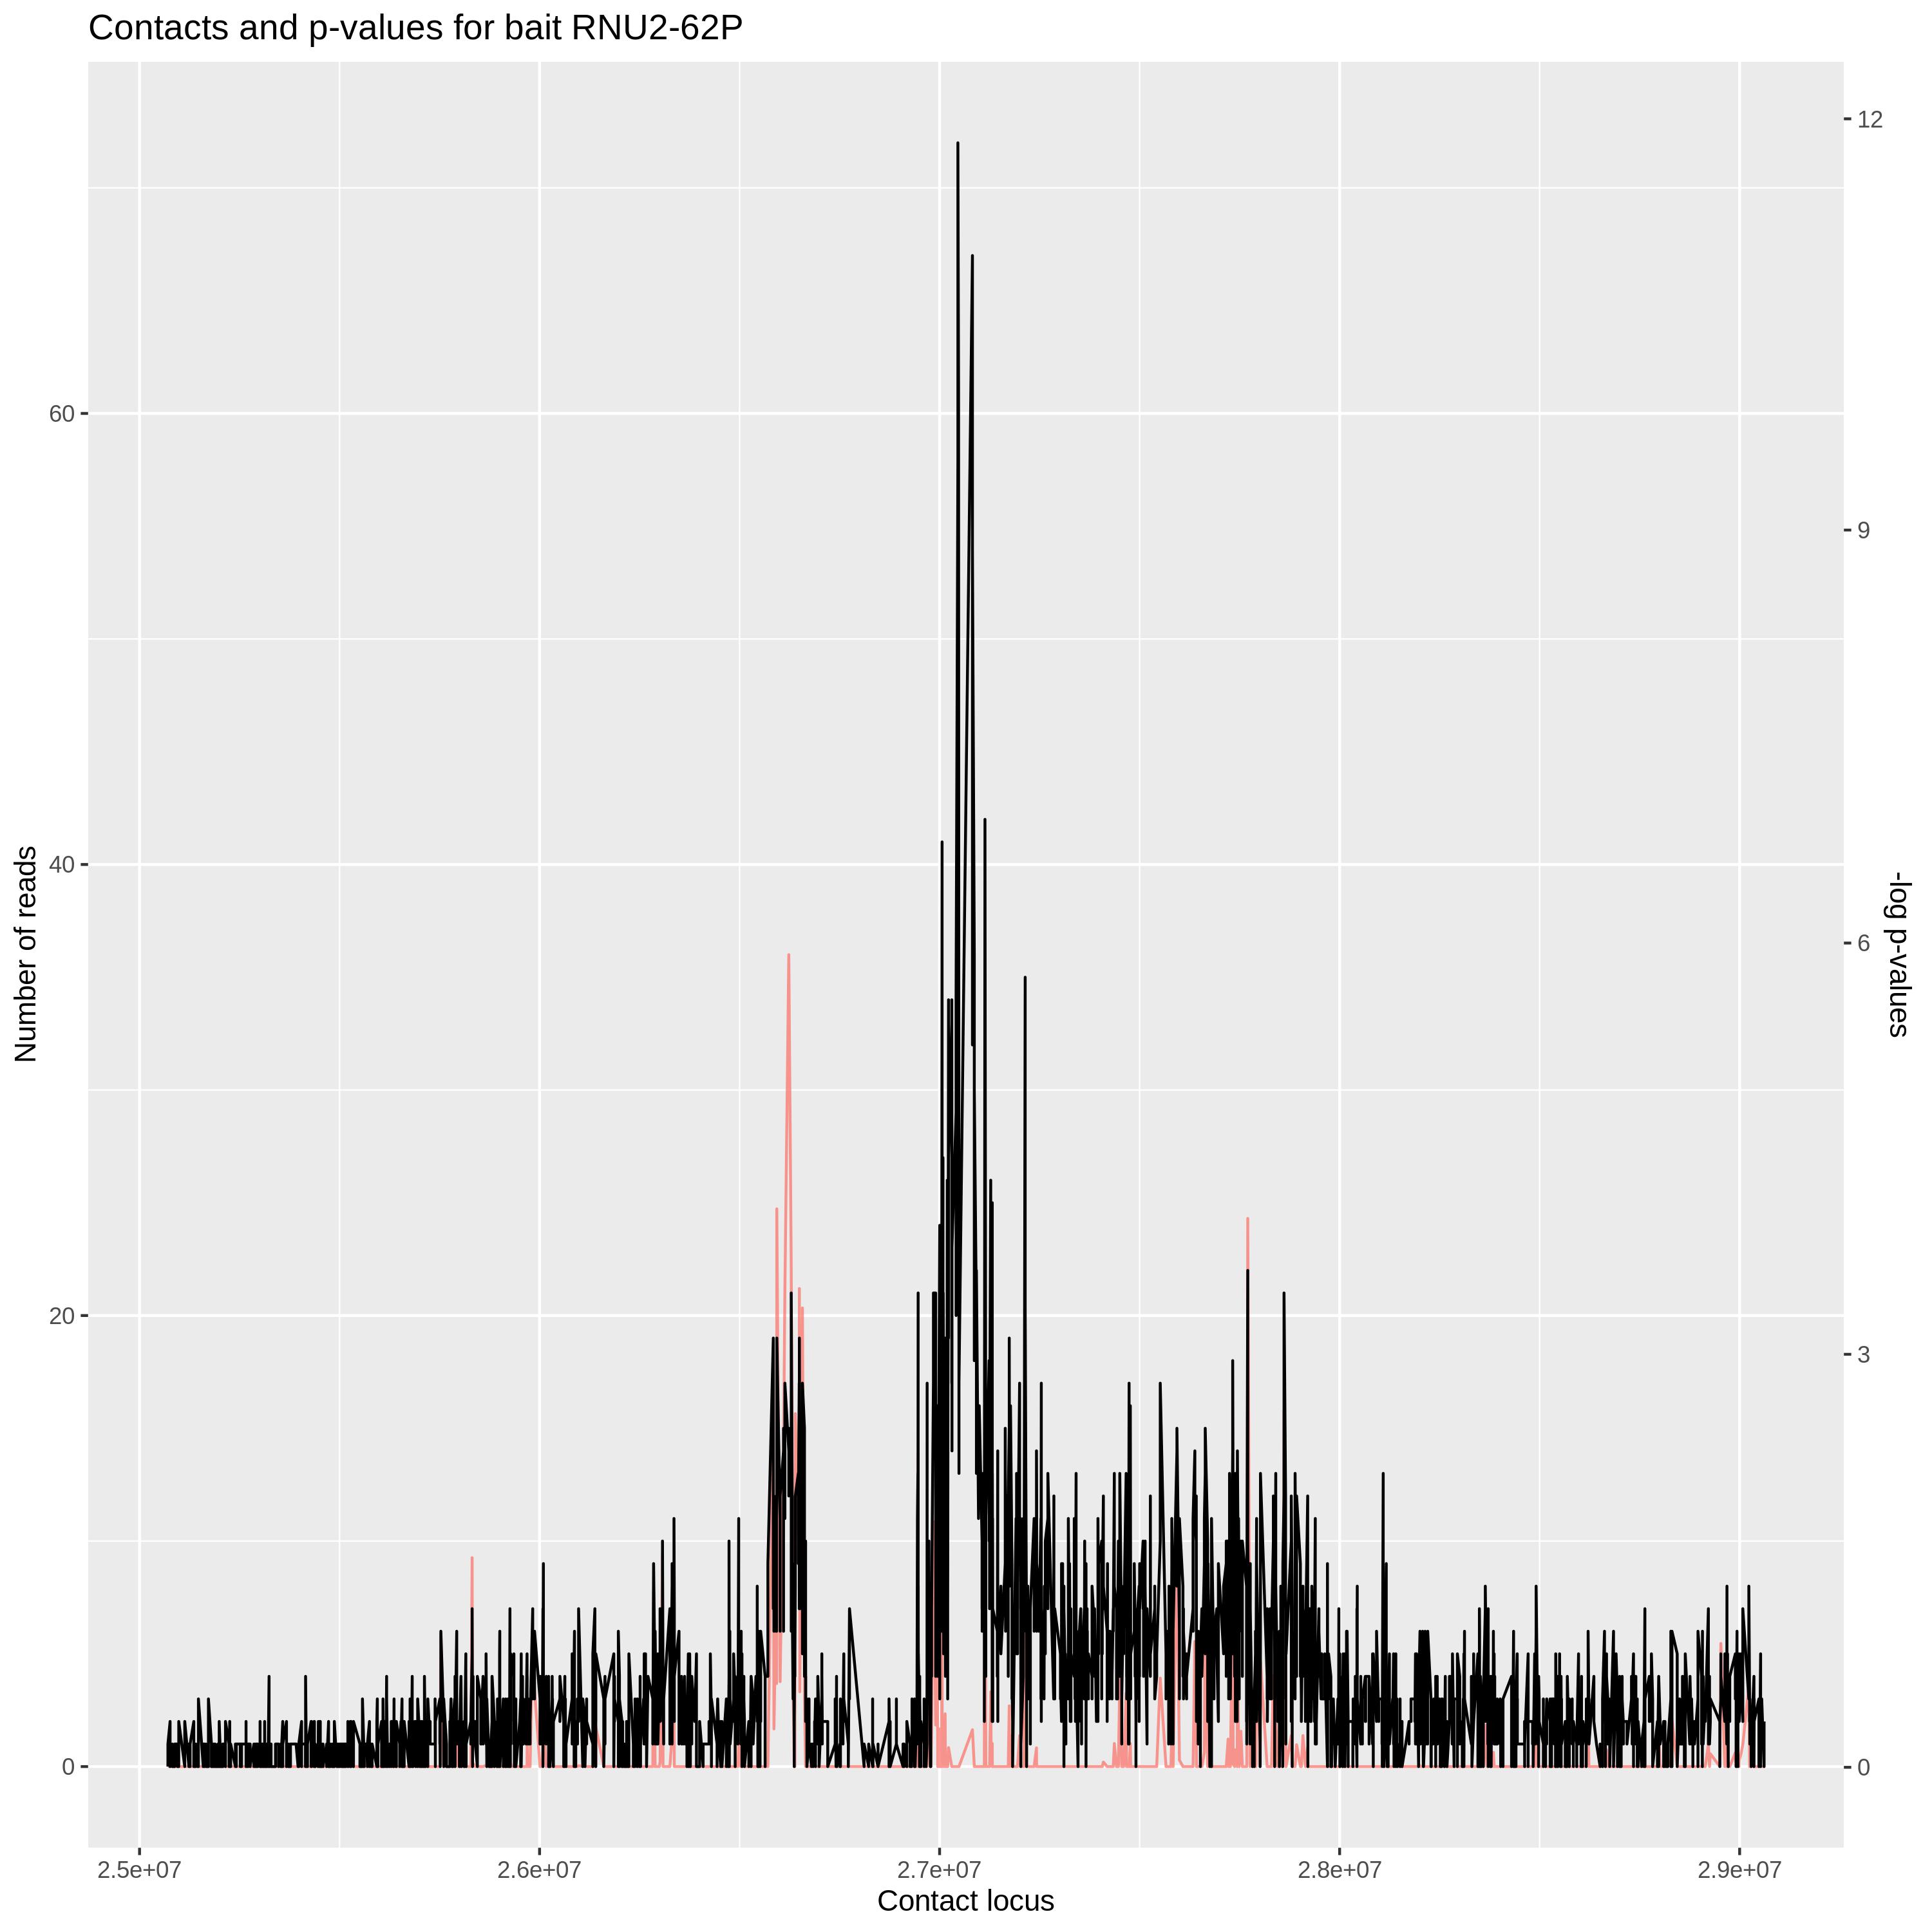 Contacts and p-values for bait RNU2-62P
12
9
6
3
0
-log p-values
60
40
20
0
Number of reads
2.5e+07 2.6e+07 2.7e+07 2.8e+07 2.9e+07
Contact locus